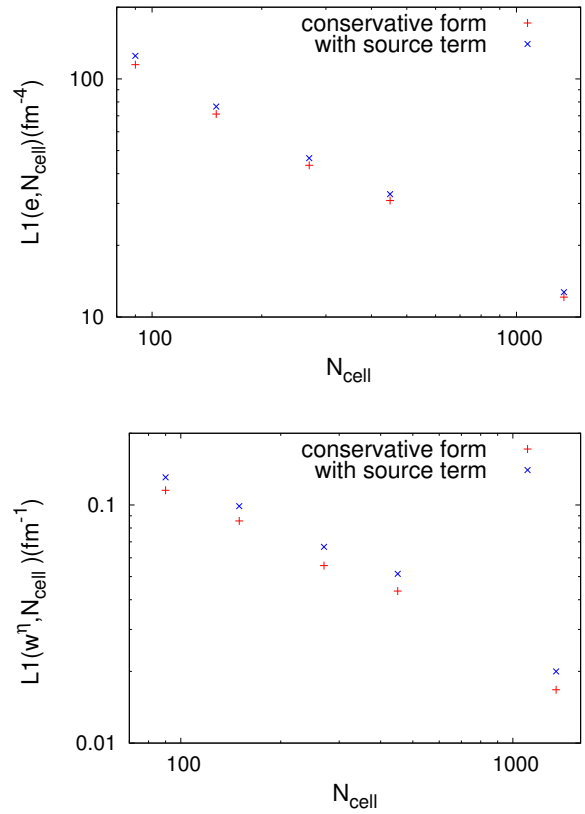 conservative form
with source term
L1(e,N_cell)(fm^-4)
100
10
100
1000
N_cell
conservative form
with source term
L1(w^η,N_cell)(fm^-1)
0.1
0.01
100
1000
N_cell